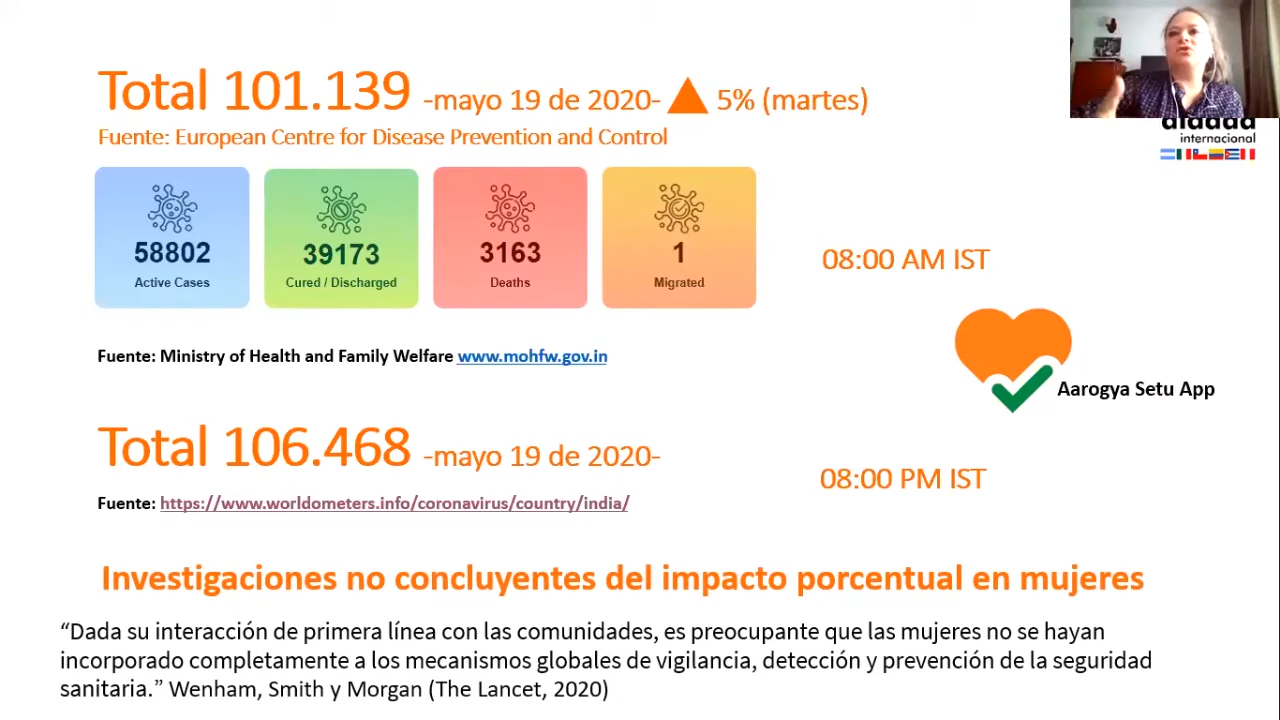 Total 101.139 -mayo 19 de 2020- 5% (martes)
Fuente: European Centre for Disease Prevention and Control
internacional
58802
Active Cases
39173
Cured / Discharged
3163
Deaths
1
Migrated
08:00 AM IST
Fuente: Ministry of Health and Family Welfare www.mohfw.gov.in
Aarogya Setu App
Total 106.468 -mayo 19 de 2020-
08:00 PM IST
Fuente: https://www.worldometers.info/coronavirus/country/india/
Investigaciones no concluyentes del impacto porcentual en mujeres
“Dada su interacción de primera línea con las comunidades, es preocupante que las mujeres no se hayan
incorporado completamente a los mecanismos globales de vigilancia, detección y prevención de la seguridad
sanitaria.” Wenham, Smith y Morgan (The Lancet, 2020)